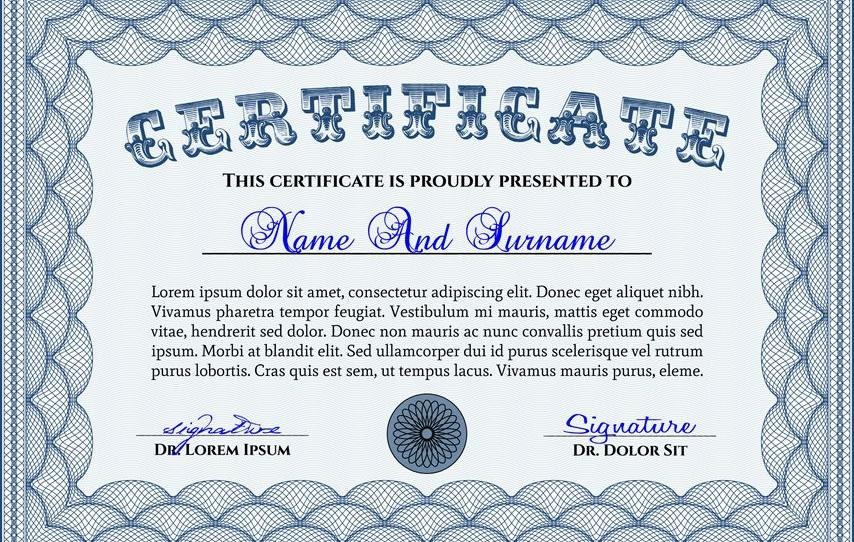 CERTIFICATE
THIS CERTIFICATE IS PROUDLY PRESENTED TO
Name And Surname
Lorem ipsum dolor sit amet, consectetur adipiscing elit. Donec eget aliquet nibh.
Vivamus pharetra tempor feugiat. Vestibulum mi mauris, mattis eget commodo
vitae, hendrerit sed dolor. Donec non mauris ac nunc convallis pretium quis sed
ipsum. Morbi at blandit elit. Sed ullamcorper dui id purus scelerisque vel rutrum
purus lobortis. Cras quis est sem, ut tempus lacus. Vivamus mauris purus, eleme.
signature
Signature
DR. LOREM IPSUM
DR. DOLOR SIT